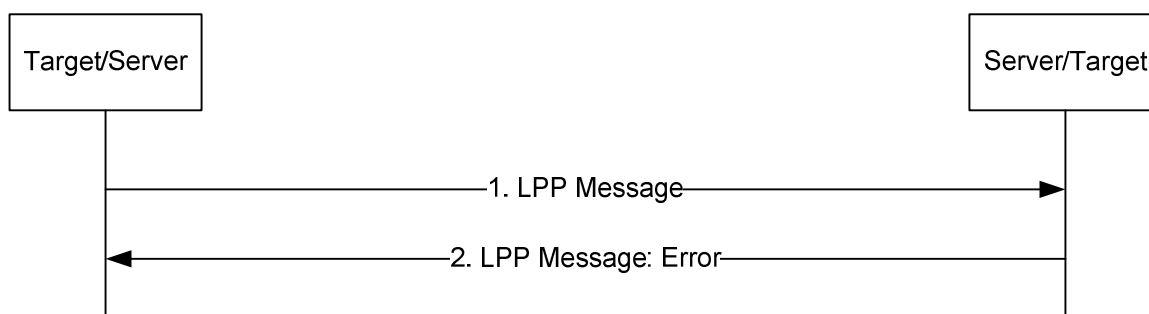 Target/Server
Server/Target
1. LPP Message
2. LPP Message: Error